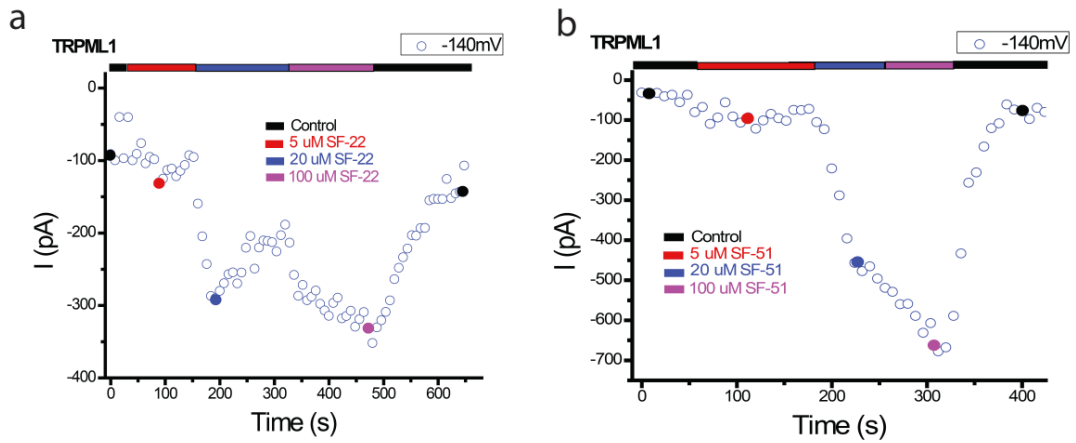 a
TRPML1
-140mV
0
-100
-200
-300
-400
I (pA)
Control
5 uM SF-22
20 uM SF-22
100 uM SF-22
0 100 200 300 400 500 600
Time (s)
b
TRPML1
-140mV
0
-100
-200
-300
-400
-500
-600
-700
I (pA)
Control
5 uM SF-51
20 uM SF-51
100 uM SF-51
0 100 200 300 400
Time (s)